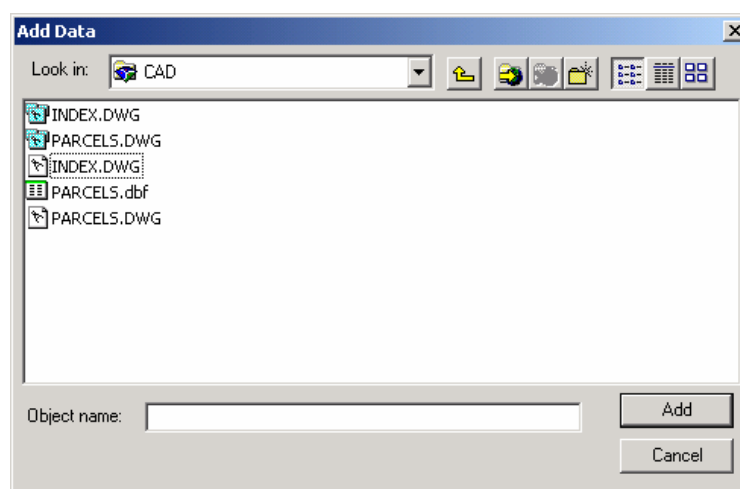 Add Data
Look in: CAD
INDEX.DWG
PARCELS.DWG
INDEX.DWG
PARCELS.dbf
PARCELS.DWG
Object name:
Add
Cancel